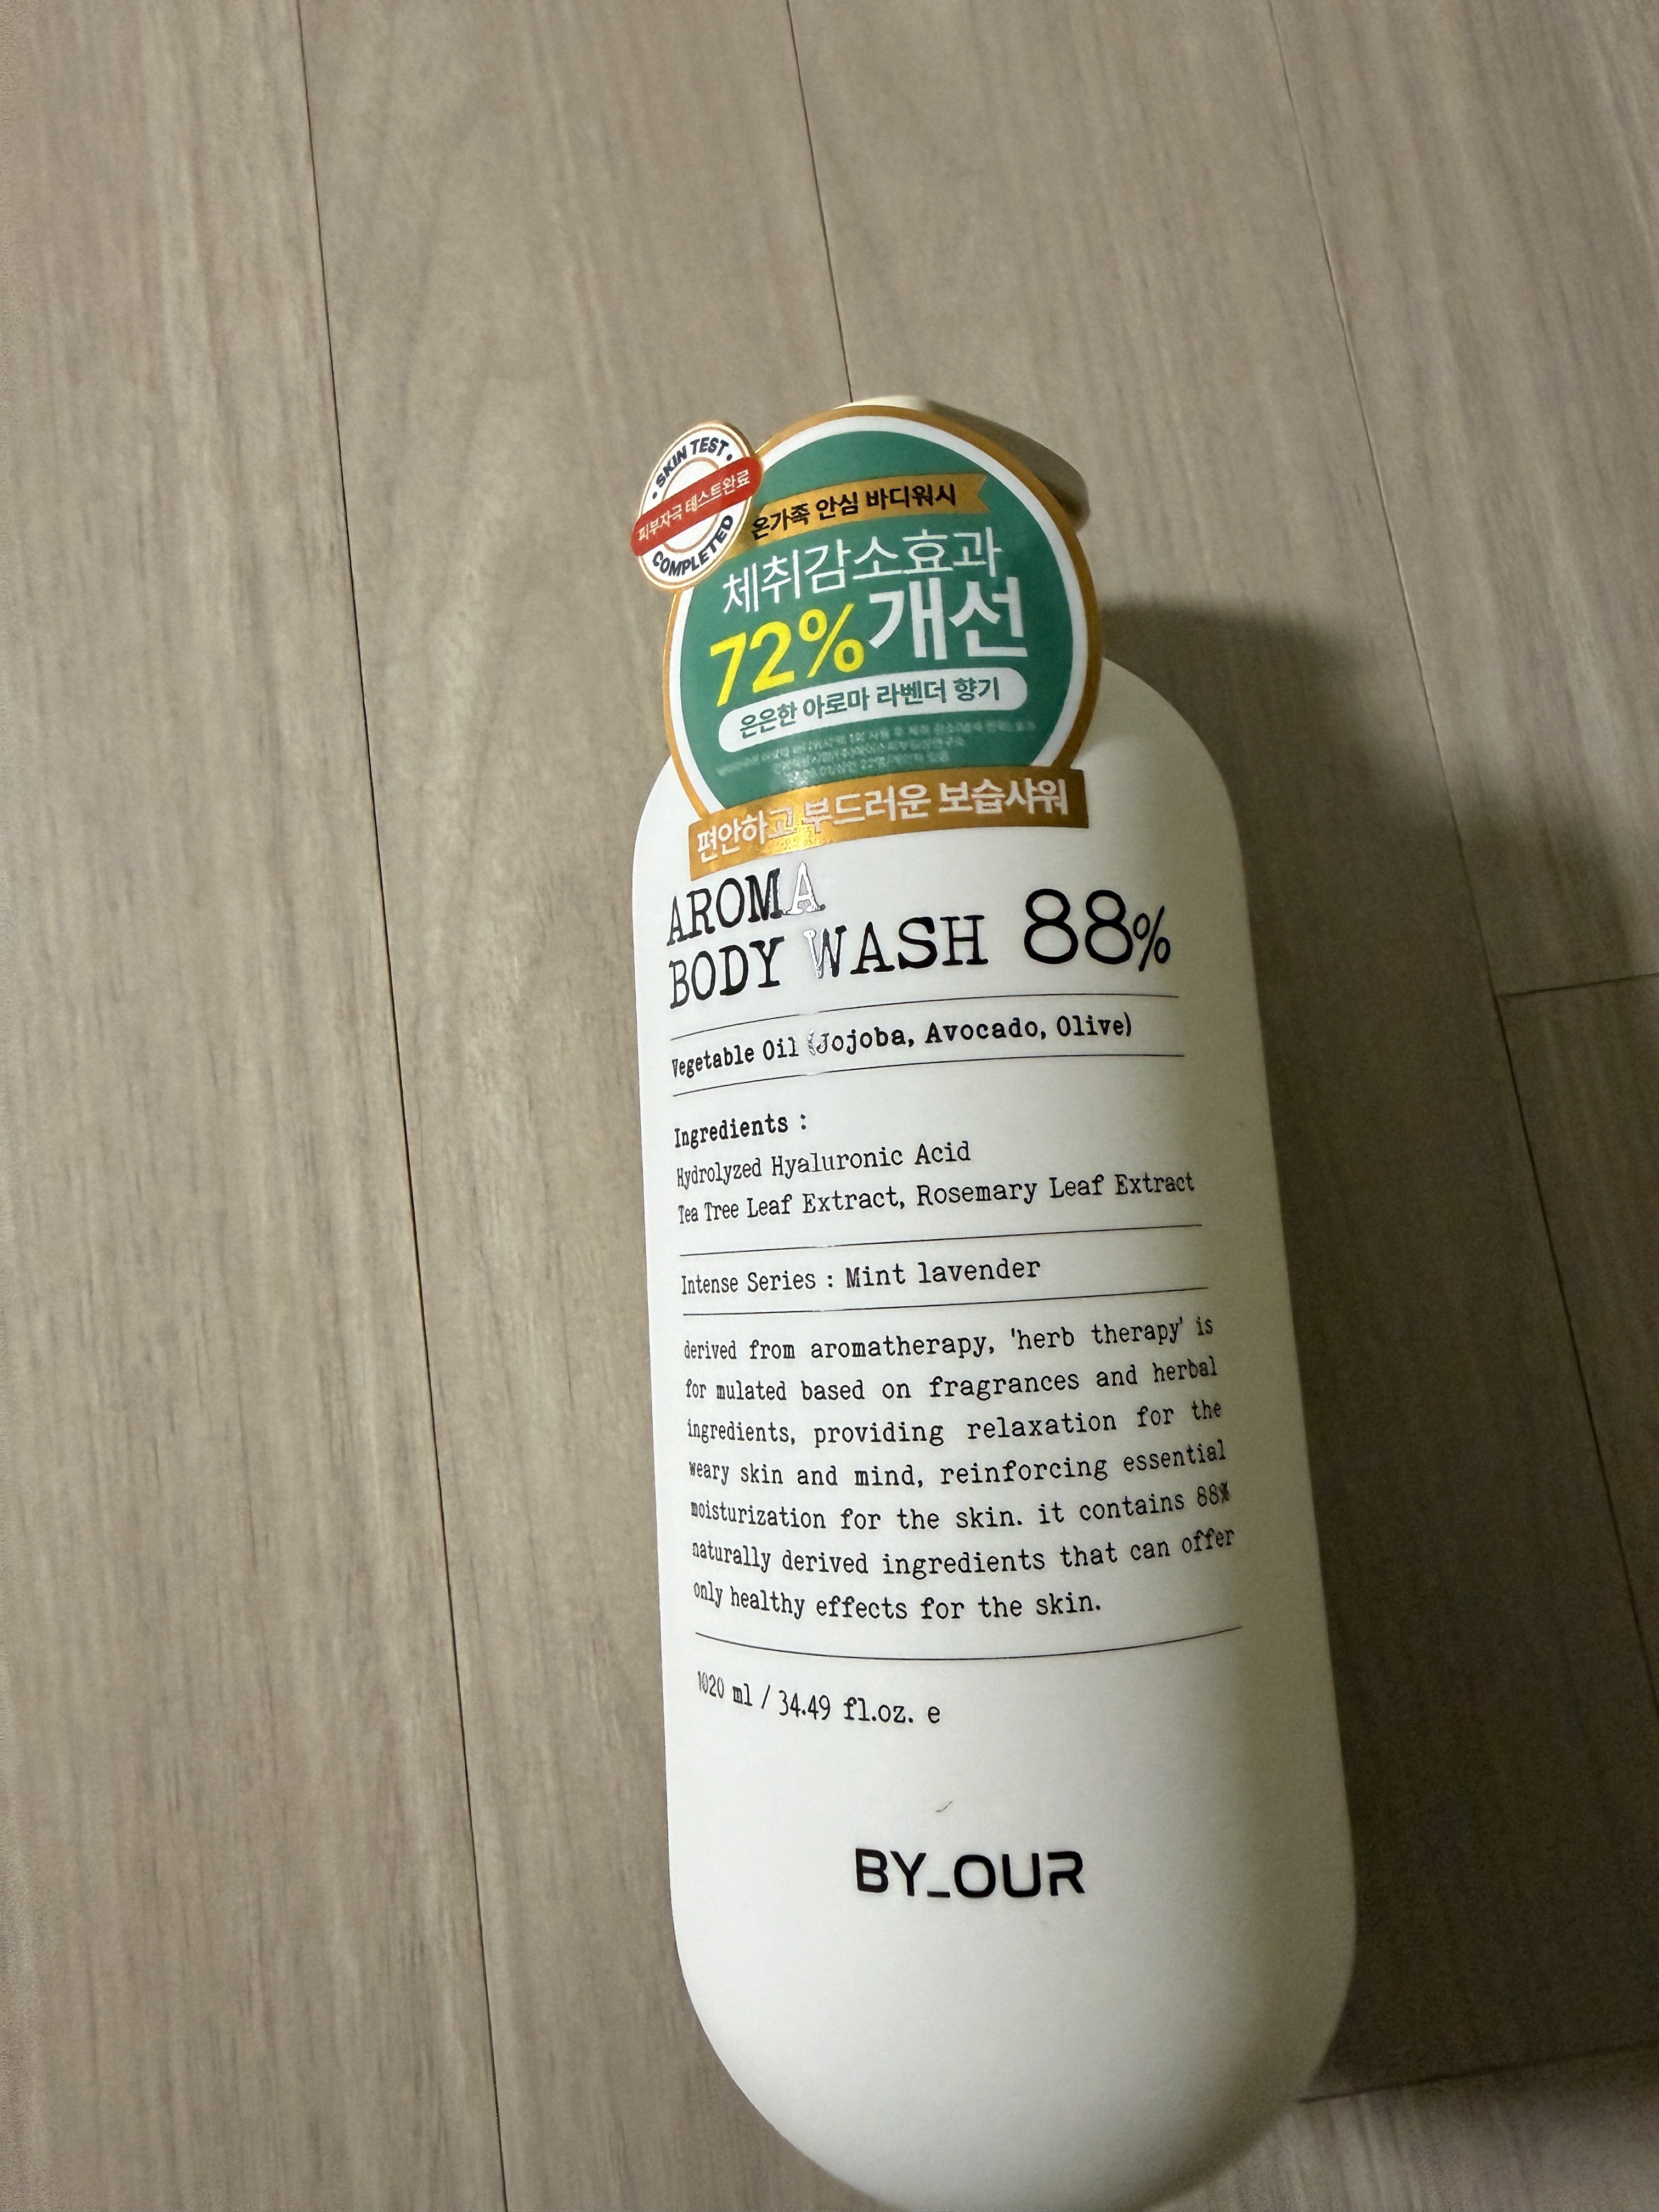 SKIN TEST
피부자극 테스트완료
COMPLETED
온가족 안심 바디워시
체취감소효과
72%개선
은은한 아로마 라벤더 향기
편안하고 부드러운 보습샤워
AROMA
BODY WASH 88%
Vegetable Oil (Jojoba, Avocado, Olive)
Ingredients :
Hydrolyzed Hyaluronic Acid
Tea Tree Leaf Extract, Rosemary Leaf Extract
Intense Series : Mint lavender
derived from aromatherapy, 'herb therapy' is
for mulated based on fragrances and herbal
ingredients, providing relaxation for the
weary skin and mind, reinforcing essential
moisturization for the skin. it contains 88%
naturally derived ingredients that can offer
only healthy effects for the skin.
1020 ml / 34.49 fl.oz. e
BY_OUR